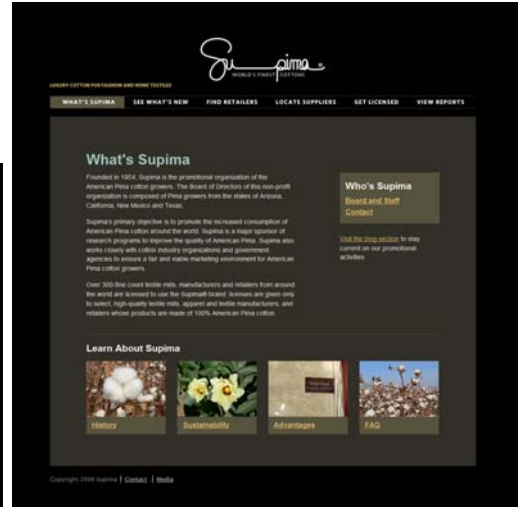 Supima
WORLD'S FINEST COTTONS
LUXURY COTTON FOR FASHION AND HOME TEXTILES
WHAT'S SUPIMA SEE WHAT'S NEW FIND RETAILERS LOCATE SUPPLIERS GET LICENSED VIEW REPORTS
What's Supima
Founded in 1954, Supima is the promotional organization of the
American Pima cotton growers. The Board of Directors of this non-profit
organization is composed of Pima growers from the states of Arizona,
California, New Mexico and Texas.
Supima's primary objective is to promote the increased consumption of
American Pima cotton around the world. Supima is a major sponsor of
research programs to improve the quality of American Pima. Supima also
works closely with cotton industry organizations and government
agencies to ensure a fair and viable marketing environment for American
Pima cotton growers.
Over 300-fine count textile mills, manufacturers and retailers from around
the world are licensed to use the Supima® brand; licenses are given only
to select, high-quality textile mills, apparel and textile manufacturers, and
retailers whose products are made of 100% American Pima cotton.
Who's Supima
Board and Staff
Contact
Visit the blog section to stay
current on our promotional
activities.
Learn About Supima
History
Sustainability
Advantages
FAQ
Copyright 2009 Supima | Contact | Media